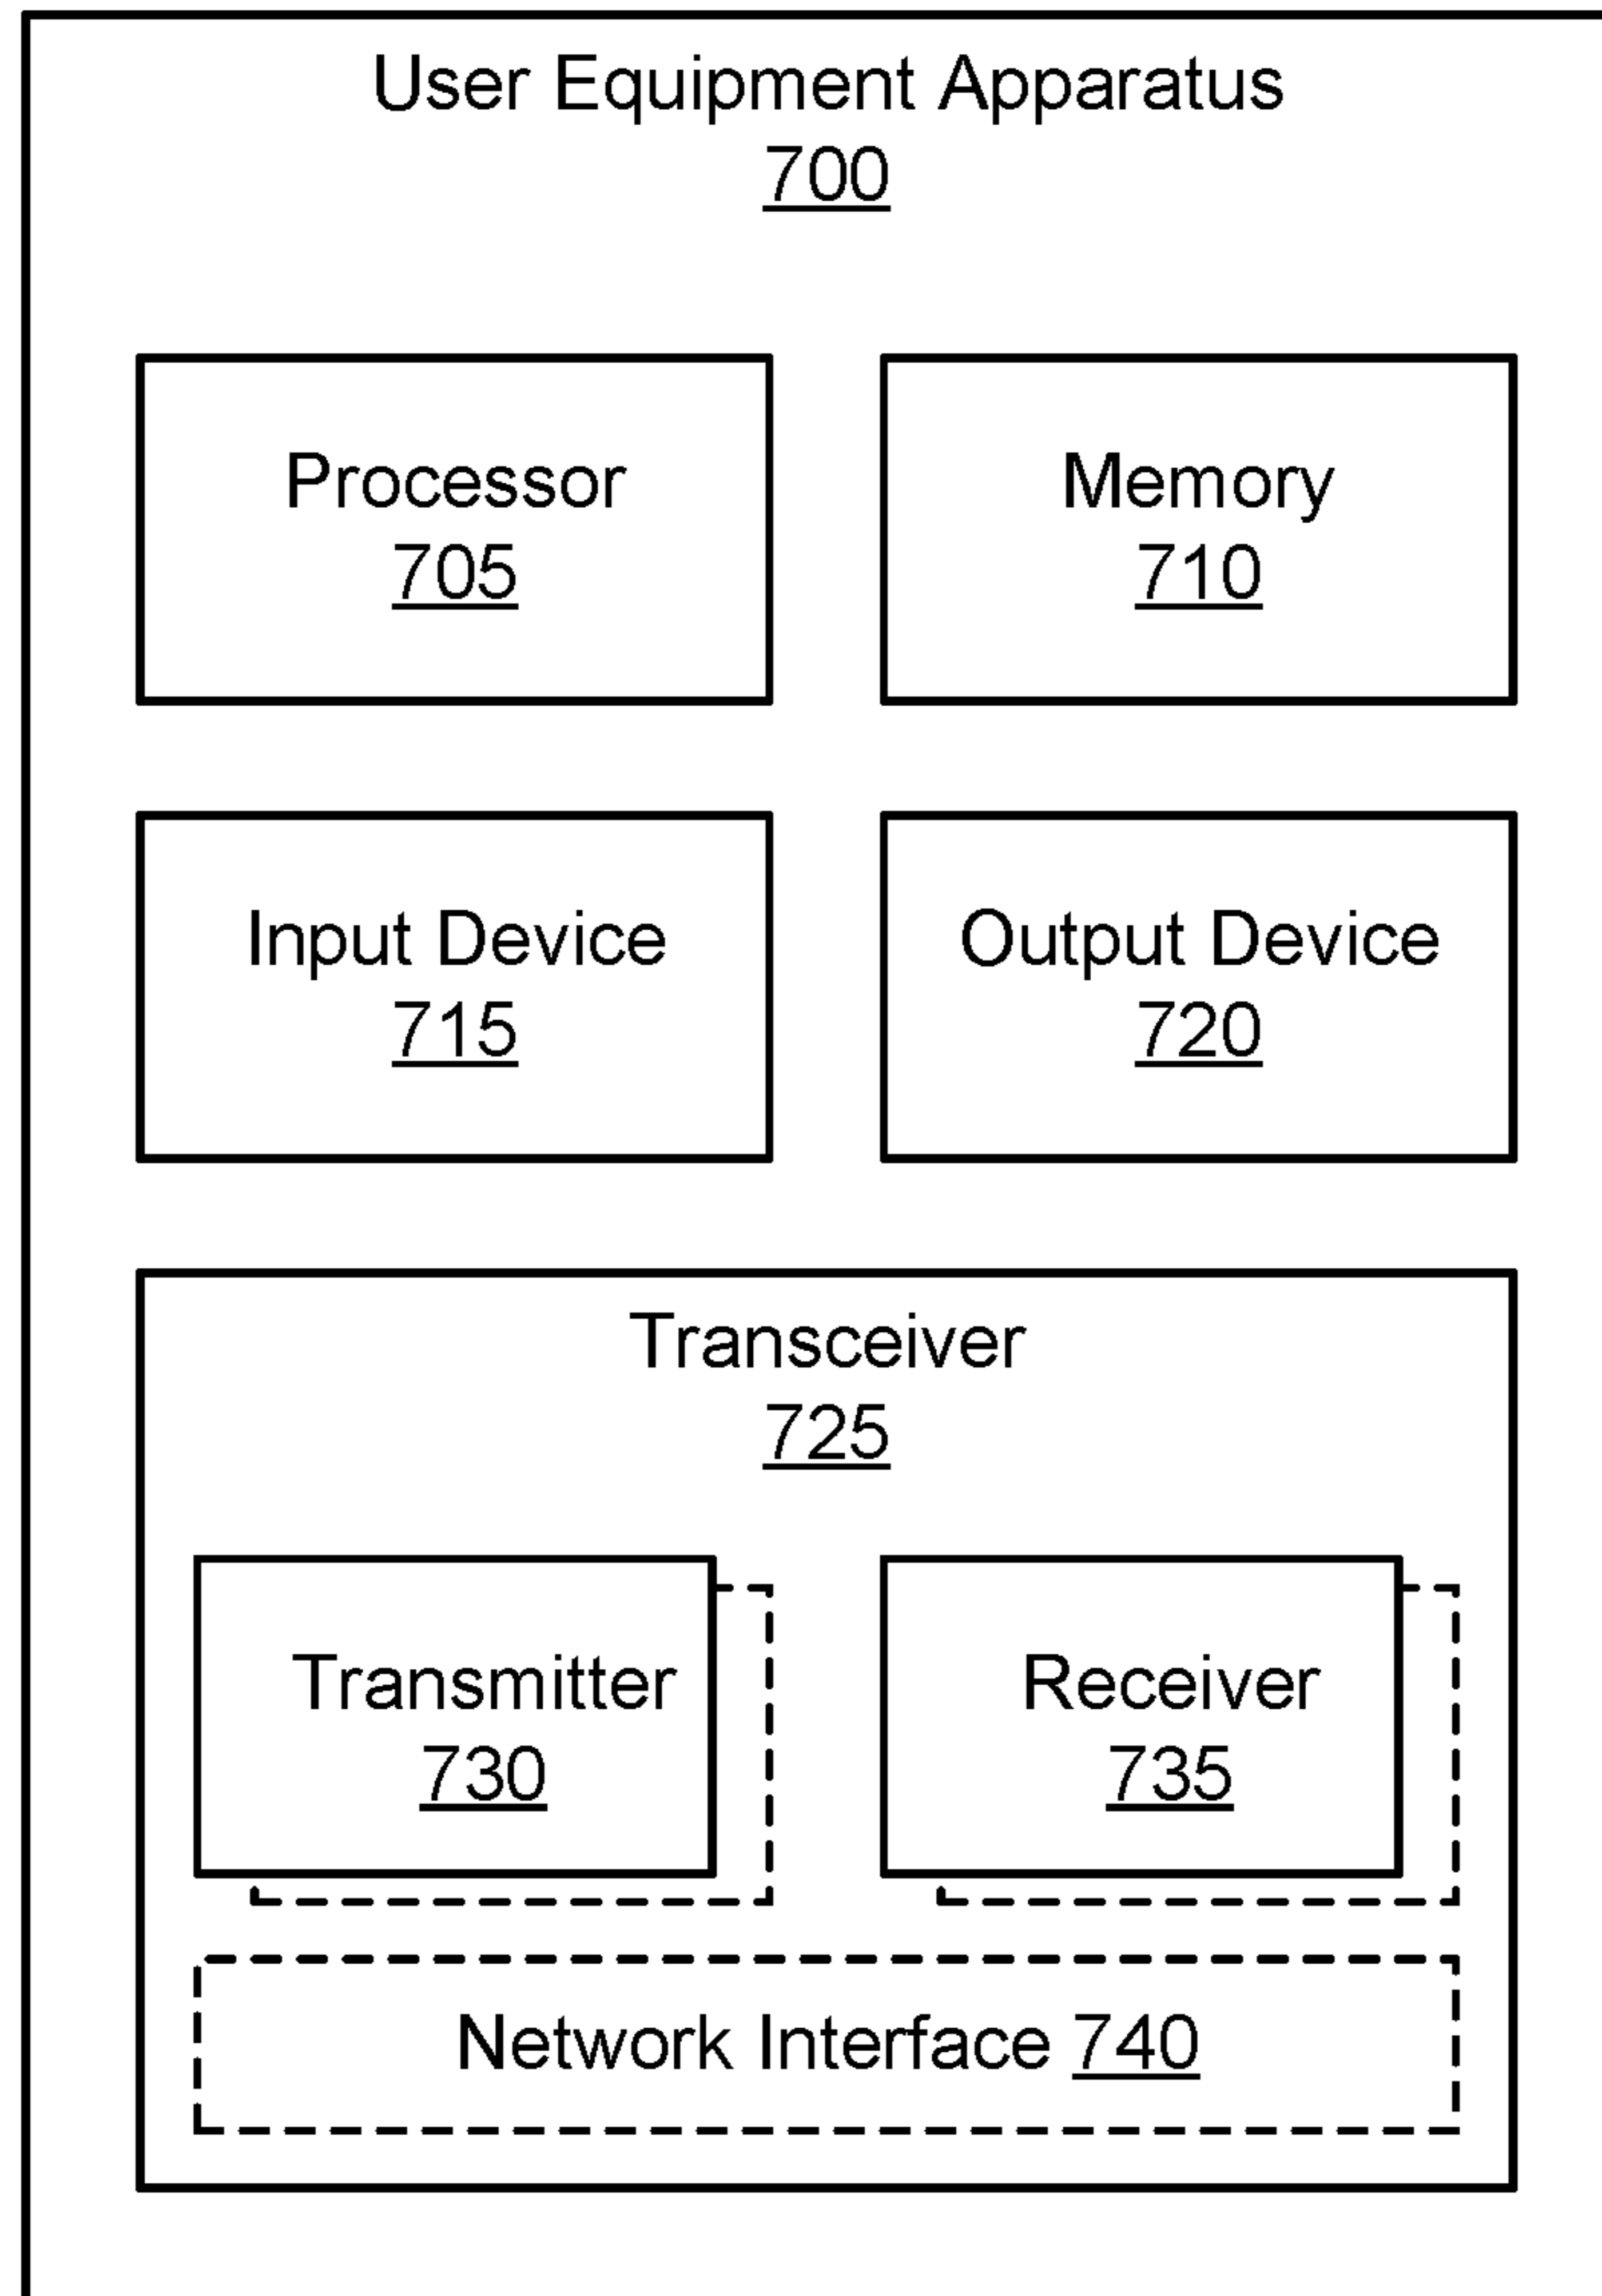 User Equipment Apparatus
700
Processor
705
Memory
710
Input Device
715
Output Device
720
Transceiver
725
Transmitter
730
Receiver
735
Network Interface 740